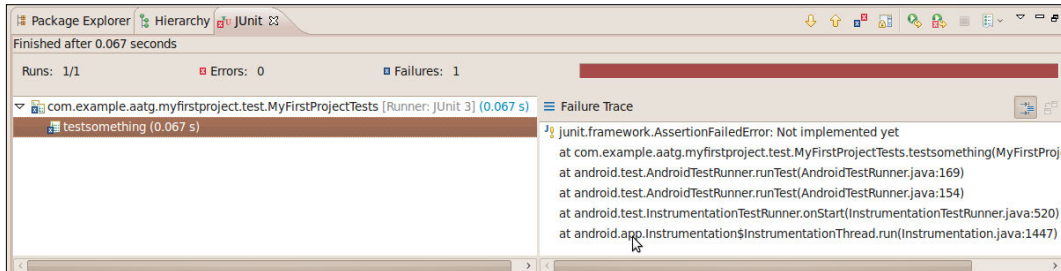 Package Explorer Hierarchy JUnit
Finished after 0.067 seconds
Runs: 1/1 Errors: 0 Failures: 1
com.example.aatg.myfirstproject.test.MyFirstProjectTests [Runner: JUnit 3] (0.067 s)
testsomething (0.067 s)
Failure Trace
junit.framework.AssertionFailedError: Not implemented yet
at com.example.aatg.myfirstproject.test.MyFirstProjectTests.testsomething(MyFirstProj
at android.test.AndroidTestRunner.runTest(AndroidTestRunner.java:169)
at android.test.AndroidTestRunner.runTest(AndroidTestRunner.java:154)
at android.test.InstrumentationTestRunner.onStart(InstrumentationTestRunner.java:520)
at android.app.Instrumentation$InstrumentationThread.run(Instrumentation.java:1447)